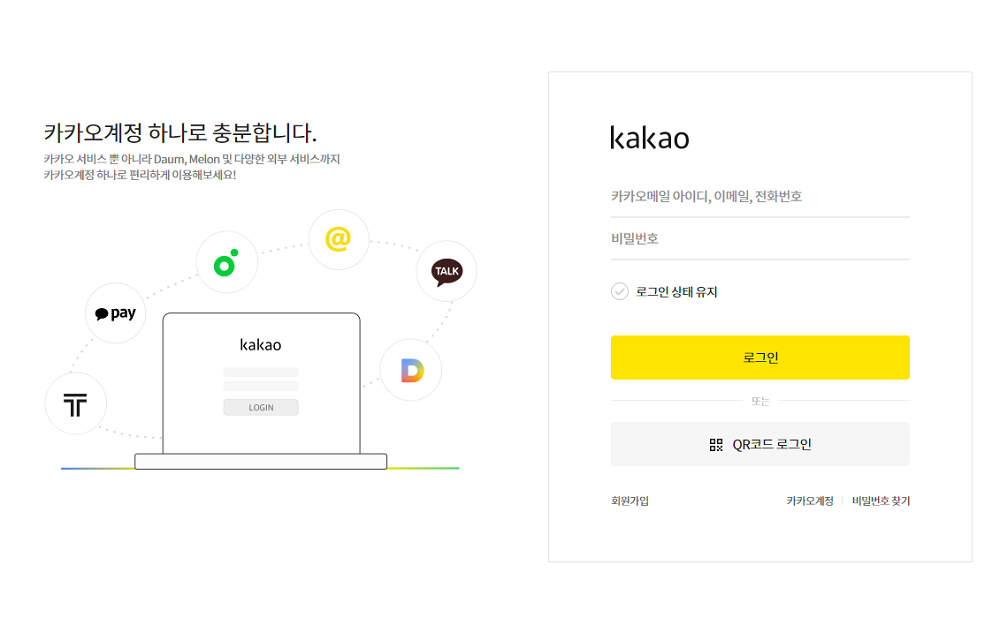 카카오계정 하나로 충분합니다.
카카오 서비스 뿐 아니라 Daum, Melon 및 다양한 외부 서비스까지
카카오계정 하나로 편리하게 이용해보세요!
@
TALK
pay
kakao
LOGIN
D
T
kakao
카카오메일 아이디, 이메일, 전화번호
비밀번호
로그인 상태 유지
로그인
또는
QR코드 로그인
회원가입
카카오계정
비밀번호 찾기